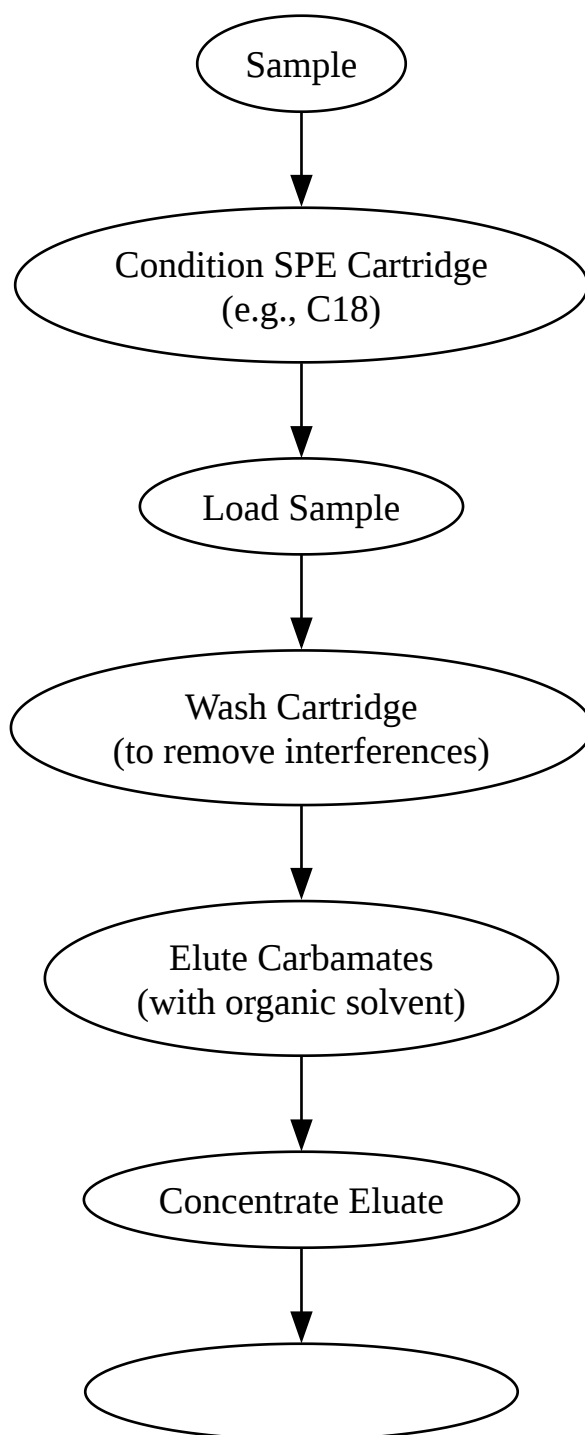 Sample
Condition SPE Cartridge
(e.g., C18)
Load Sample
Wash Cartridge
(to remove interferences)
Elute Carbamates
(with organic solvent)
Concentrate Eluate